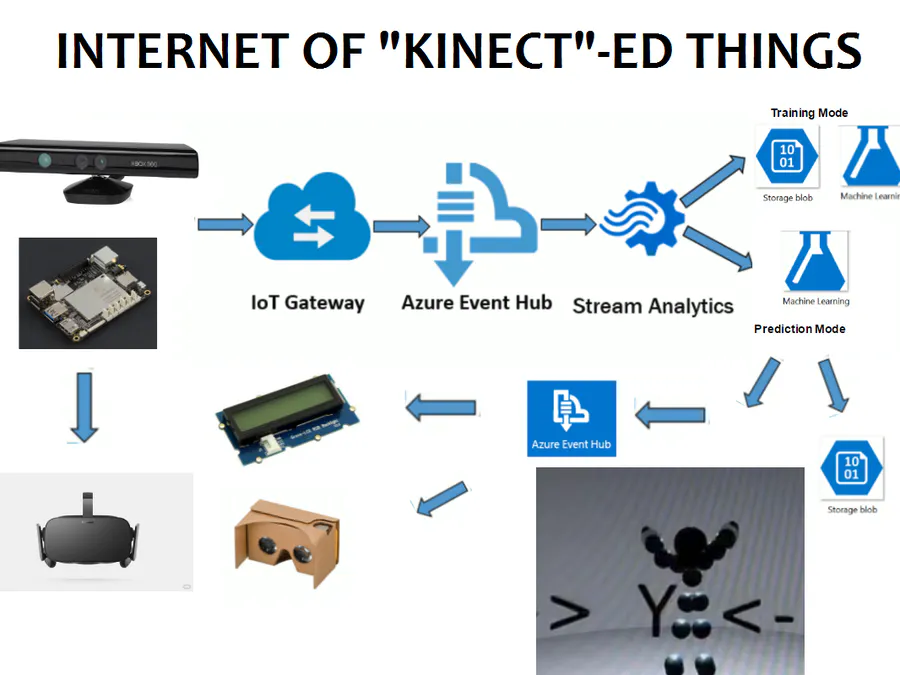 INTERNET OF "KINECT"-ED THINGS
Training Mode
XBOX 360
10
01
Storage blob
Machine Learnin
IoT Gateway
Azure Event Hub
Stream Analytics
Machine Learning
Prediction Mode
Azure Event Hub
10
01
Storage blob
> Y <-